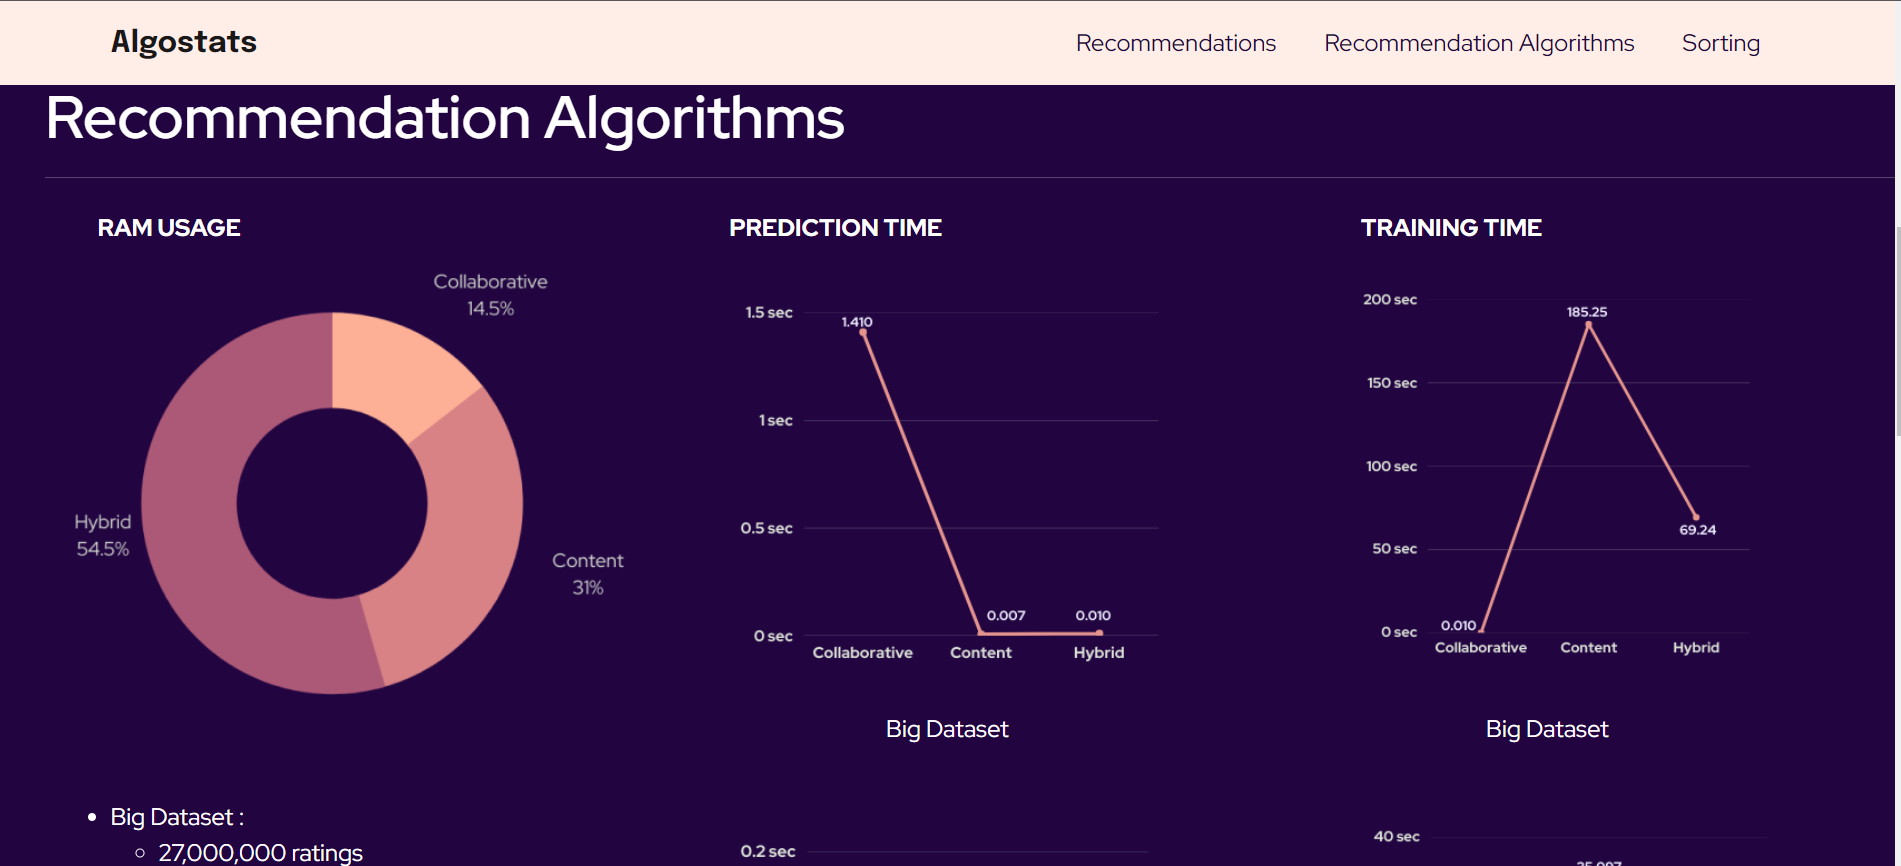 Algostats
Recommendations
Recommendation Algorithms
Sorting
Recommendation Algorithms
RAM USAGE
Collaborative
14.5%
Hybrid
54.5%
Content
31%
PREDICTION TIME
1.5 sec
1 sec
0.5 sec
0 sec
1.410
0.007
0.010
Collaborative
Content
Hybrid
Big Dataset
TRAINING TIME
200 sec
150 sec
100 sec
50 sec
0 sec
0.010
185.25
69.24
Collaborative
Content
Hybrid
Big Dataset
Big Dataset :
27,000,000 ratings
0.2 sec
40 sec